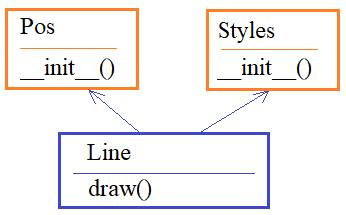 Pos
__init__()
Styles
__init__()
Line
draw()